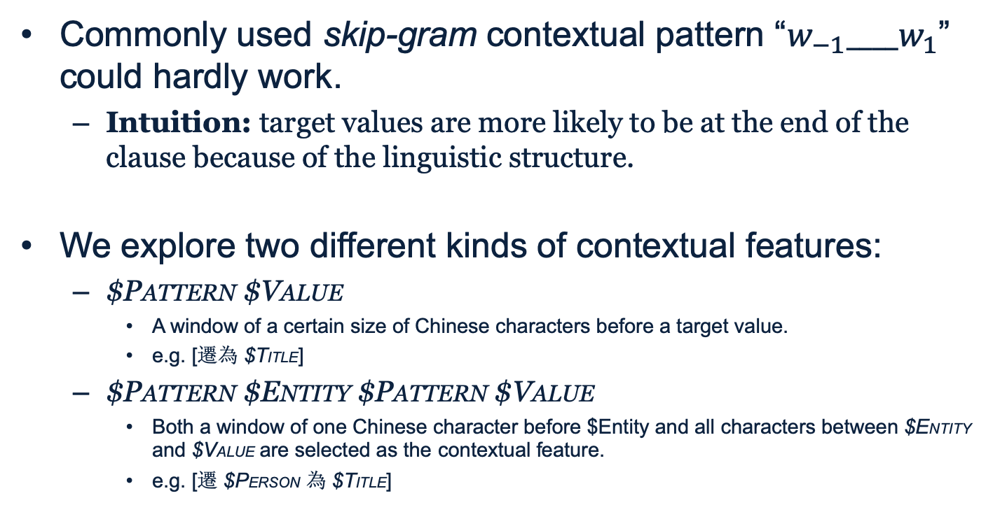 • Commonly used skip-gram contextual pattern “w₋₁____w₁”
could hardly work.
– Intuition: target values are more likely to be at the end of the
clause because of the linguistic structure.
• We explore two different kinds of contextual features:
– $PATTERN $VALUE
• A window of a certain size of Chinese characters before a target value.
• e.g. [遷為 $TITLE]
– $PATTERN $ENTITY $PATTERN $VALUE
• Both a window of one Chinese character before $Entity and all characters between $ENTITY
and $VALUE are selected as the contextual feature.
• e.g. [遷 $PERSON 為 $TITLE]